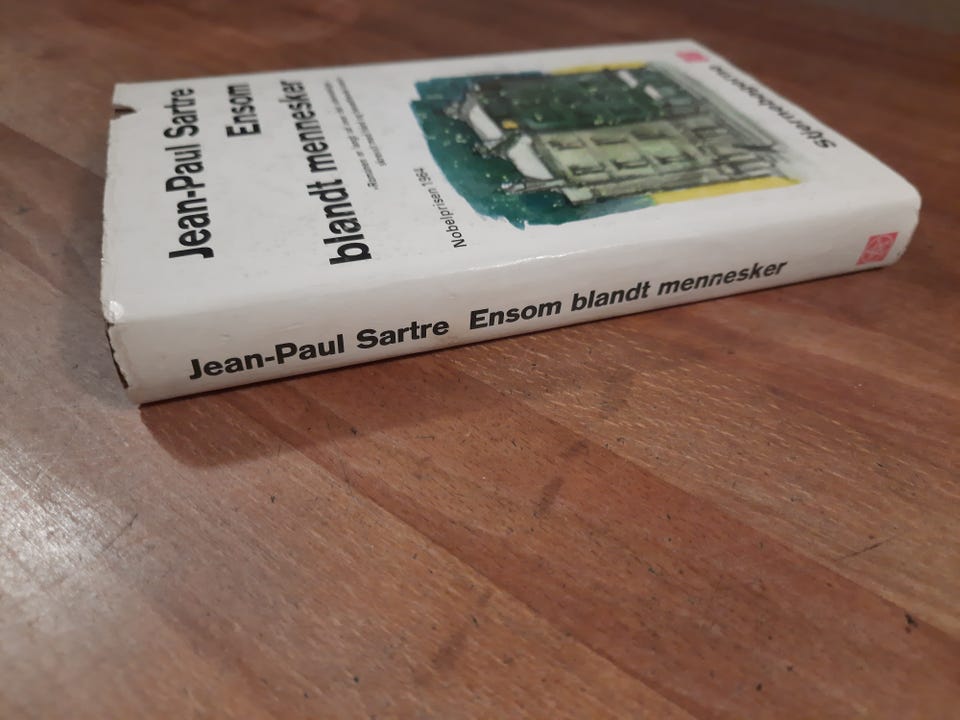 Jean-Paul Sartre
Ensom
blandt mennesker
Nobelprisen 1964
Stjernebøgerne
Jean-Paul Sartre Ensom blandt mennesker